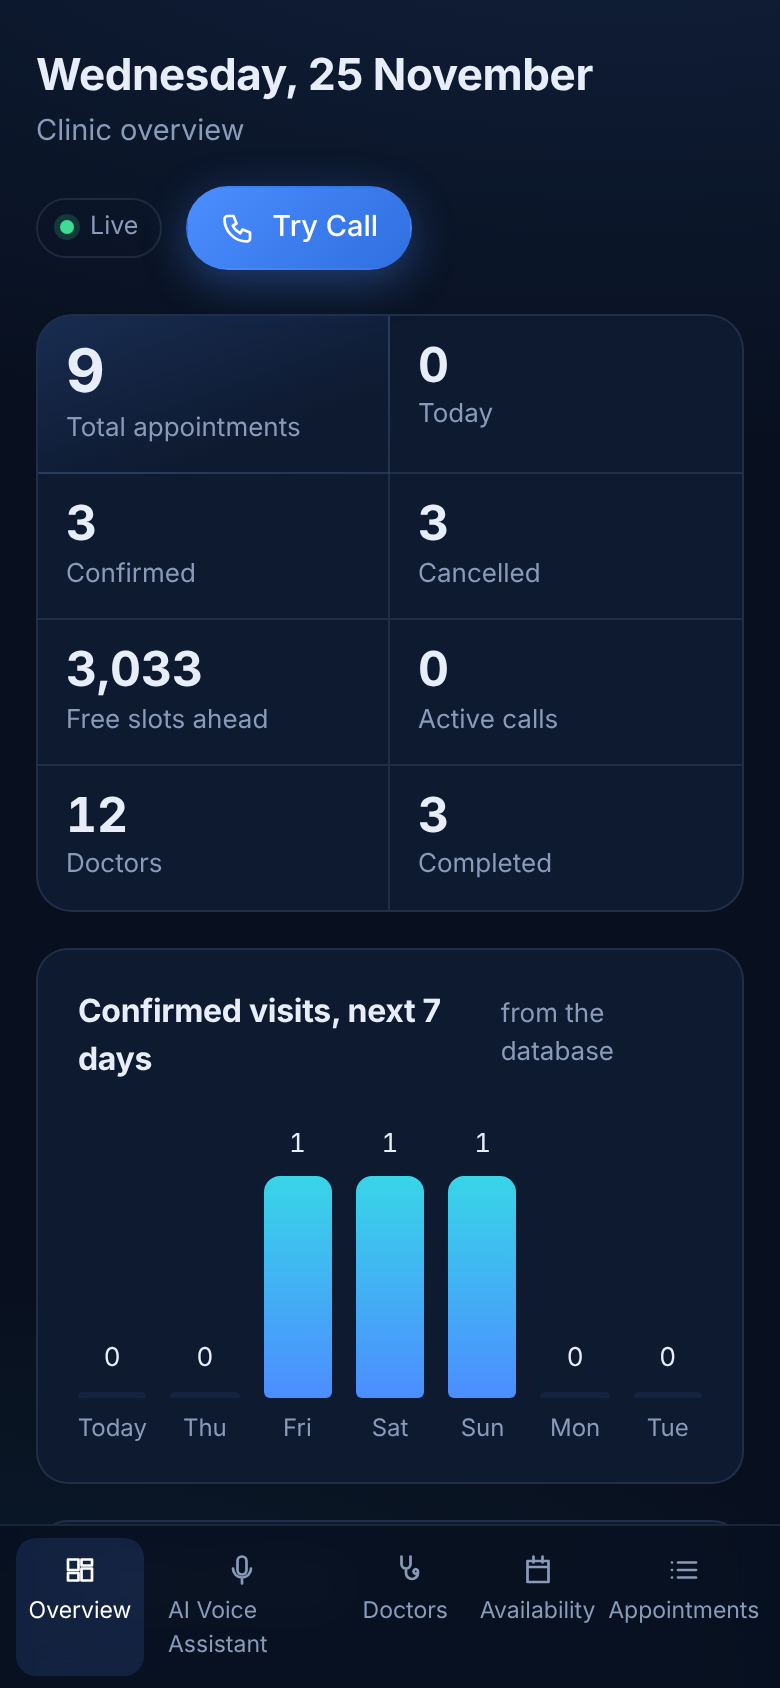 Wednesday, 25 November
Clinic overview
Live
Try Call
9
Total appointments
0
Today
3
Confirmed
3
Cancelled
3,033
Free slots ahead
0
Active calls
12
Doctors
3
Completed
Confirmed visits, next 7
days
from the
database
0 0 1 1 1 0 0
Today Thu Fri Sat Sun Mon Tue
Overview
AI Voice
Assistant
Doctors
Availability
Appointments